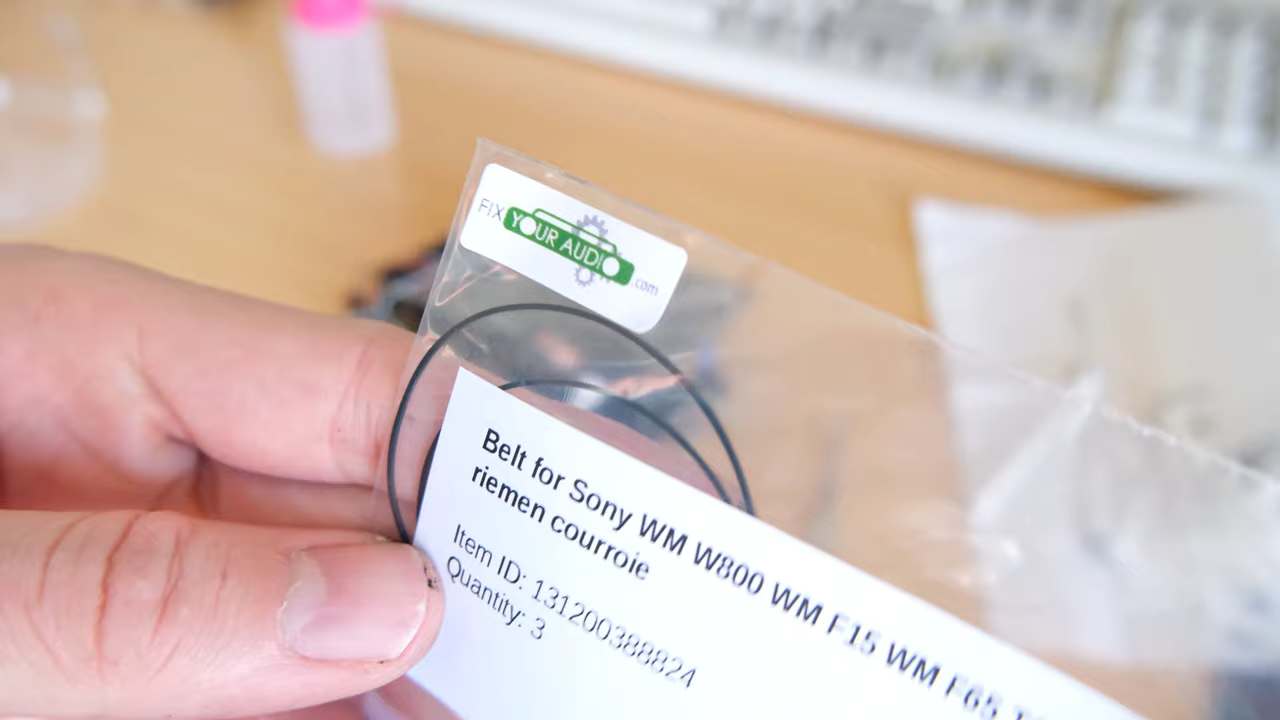 FIX YOUR AUDIO .com
Belt for Sony WM W800 WM F15 WM F65
riemen courroie
Item ID: 131200388824
Quantity: 3